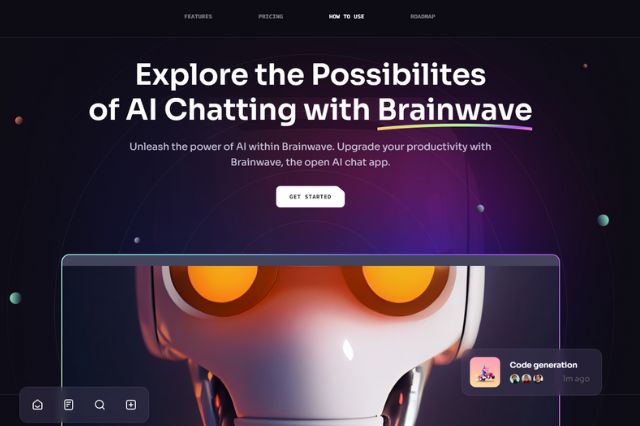 FEATURES PRICING HOW TO USE ROADMAP
Explore the Possibilites
of AI Chatting with Brainwave
Unleash the power of AI within Brainwave. Upgrade your productivity with
Brainwave, the open AI chat app.
GET STARTED
Code generation
1m ago